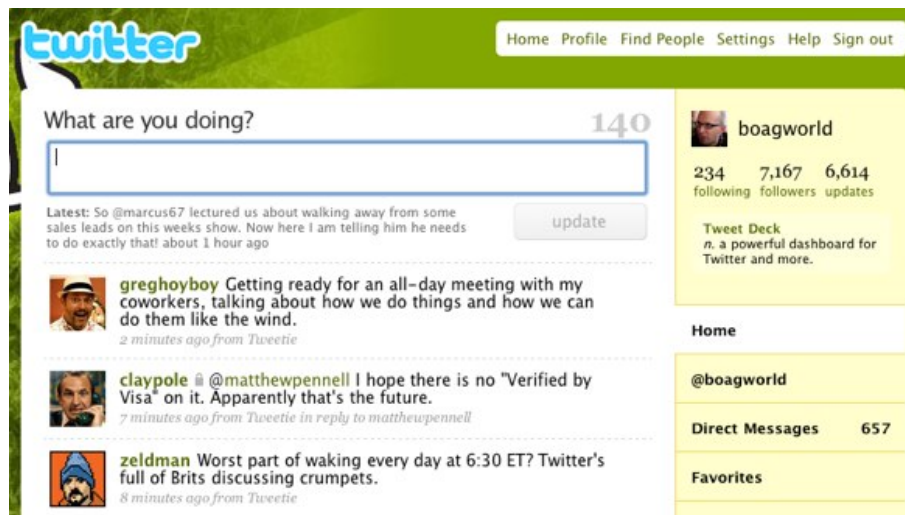 twitter
Home Profile Find People Settings Help Sign out
What are you doing?
140
Latest: So @marcus67 lectured us about walking away from some
sales leads on this weeks show. Now here I am telling him he needs
to do exactly that! about 1 hour ago
update
greghoyboy Getting ready for an all-day meeting with my
coworkers, talking about how we do things and how we can
do them like the wind.
2 minutes ago from Tweetie
claypole @matthewpennell I hope there is no "Verified by
Visa" on it. Apparently that's the future.
7 minutes ago from Tweetie in reply to matthewpennell
zeldman Worst part of waking every day at 6:30 ET? Twitter's
full of Brits discussing crumpets.
8 minutes ago from Tweetie
boagworld
234 7,167 6,614
following followers updates
Tweet Deck
n. a powerful dashboard for
Twitter and more.
Home
@boagworld
Direct Messages 657
Favorites